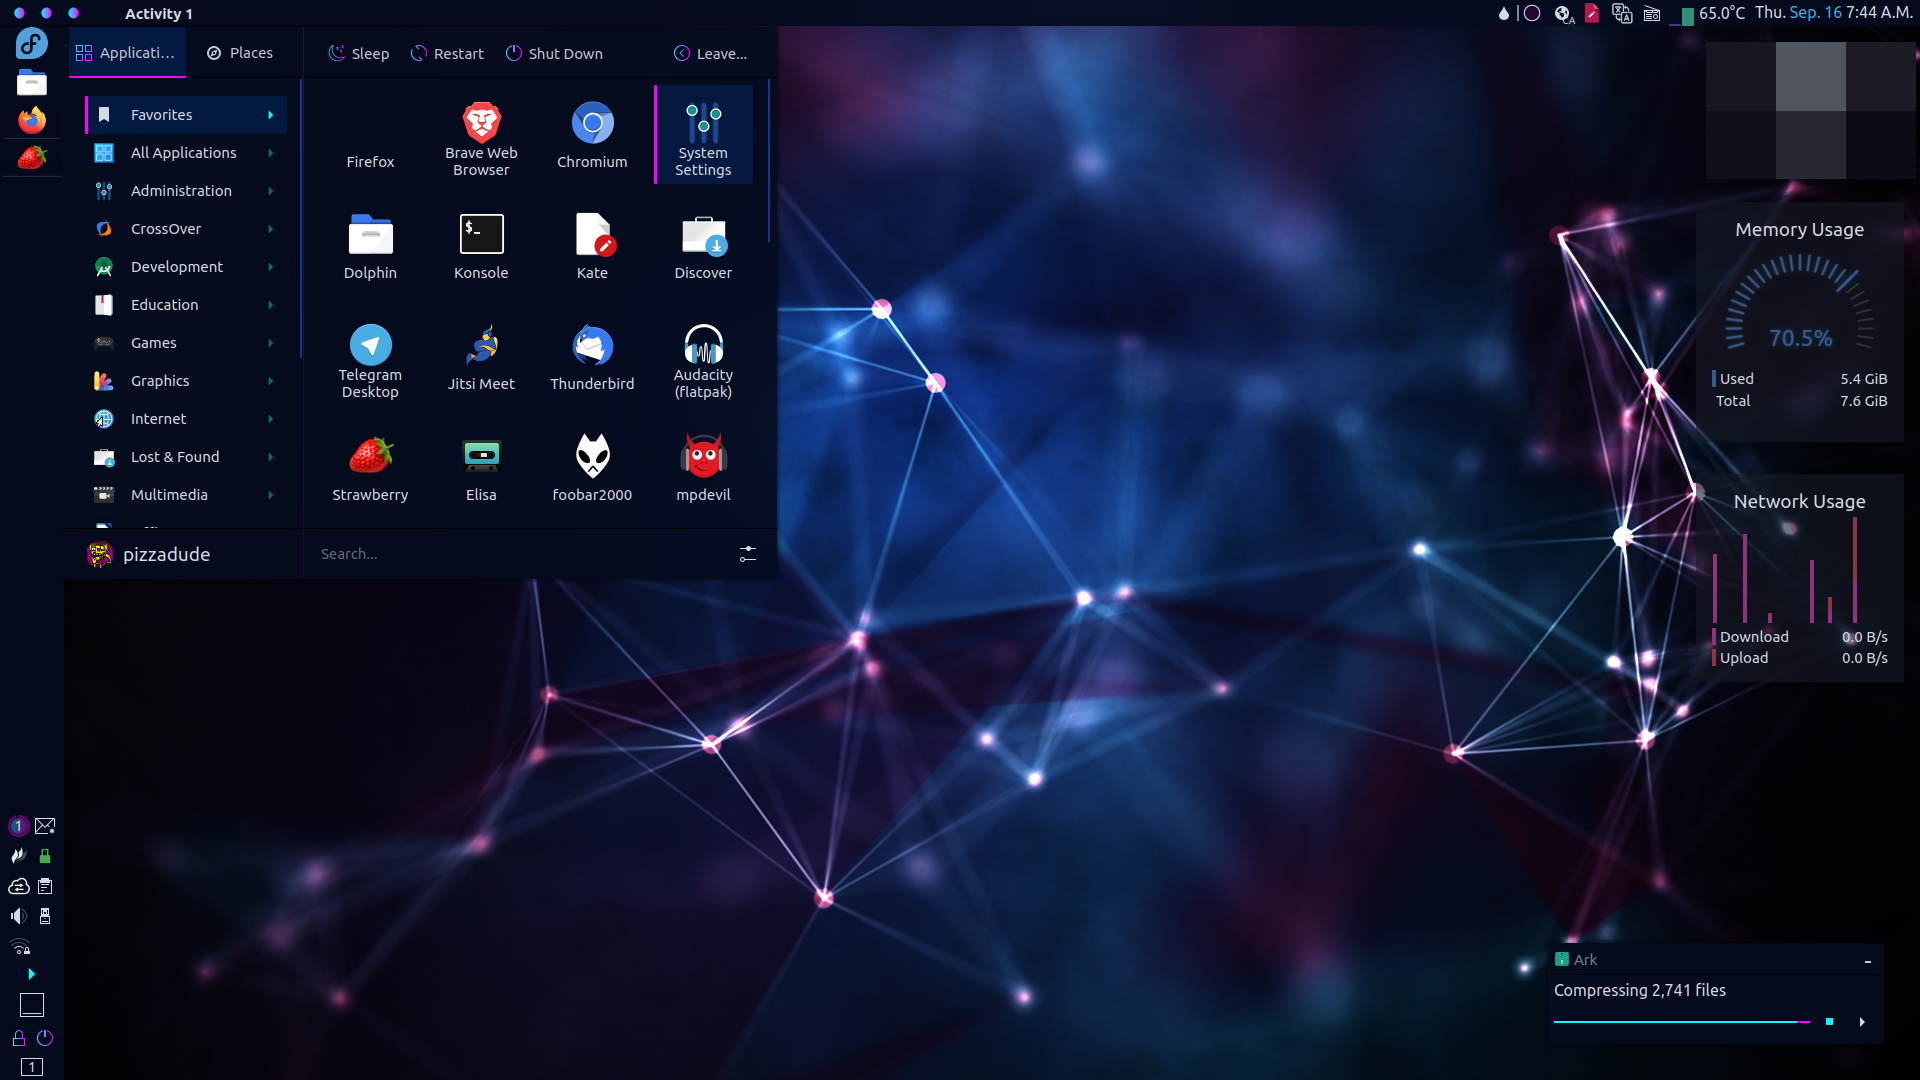 Activity 1
CA
65.0°C Thu. Sep. 16 7:44 A.M.
Applicati...
Places
Sleep
Restart
Shut Down
Leave...
Favorites
All Applications
Administration
CrossOver
Development
Education
Games
Graphics
Internet
Lost & Found
Multimedia
Firefox
Brave Web
Browser
Chromium
System
Settings
Dolphin
$_
Konsole
Kate
Discover
Telegram
Desktop
Jitsi Meet
Thunderbird
Audacity
(flatpak)
Strawberry
Elisa
foobar2000
mpdevil
pizzadude
Search...
Memory Usage
70.5%
Used 5.4 GiB
Total 7.6 GiB
Network Usage
Download 0.0 B/s
Upload 0.0 B/s
1
1
Ark
Compressing 2,741 files